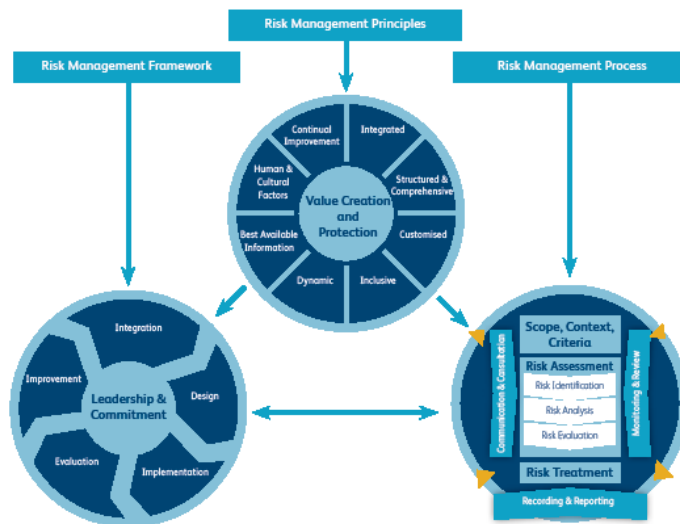 Risk Management Principles
Risk Management Framework
Risk Management Process
Continual
Improvement
Integrated
Human &
Cultural
Factors
Structured &
Comprehensive
Value Creation
and
Protection
Best Available
Information
Customised
Dynamic
Inclusive
Integration
Improvement
Leadership &
Commitment
Design
Evaluation
Implementation
Scope, Context,
Criteria
Communication & Consultation
Risk Assessment
Risk Identification
Risk Analysis
Risk Evaluation
Monitoring & Review
Risk Treatment
Recording & Reporting